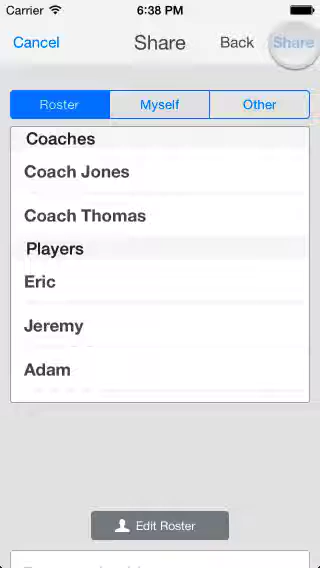 Carrier 6:38 PM
Cancel Share Back Share
Roster Myself Other
Coaches
Coach Jones
Coach Thomas
Players
Eric
Jeremy
Adam
Edit Roster